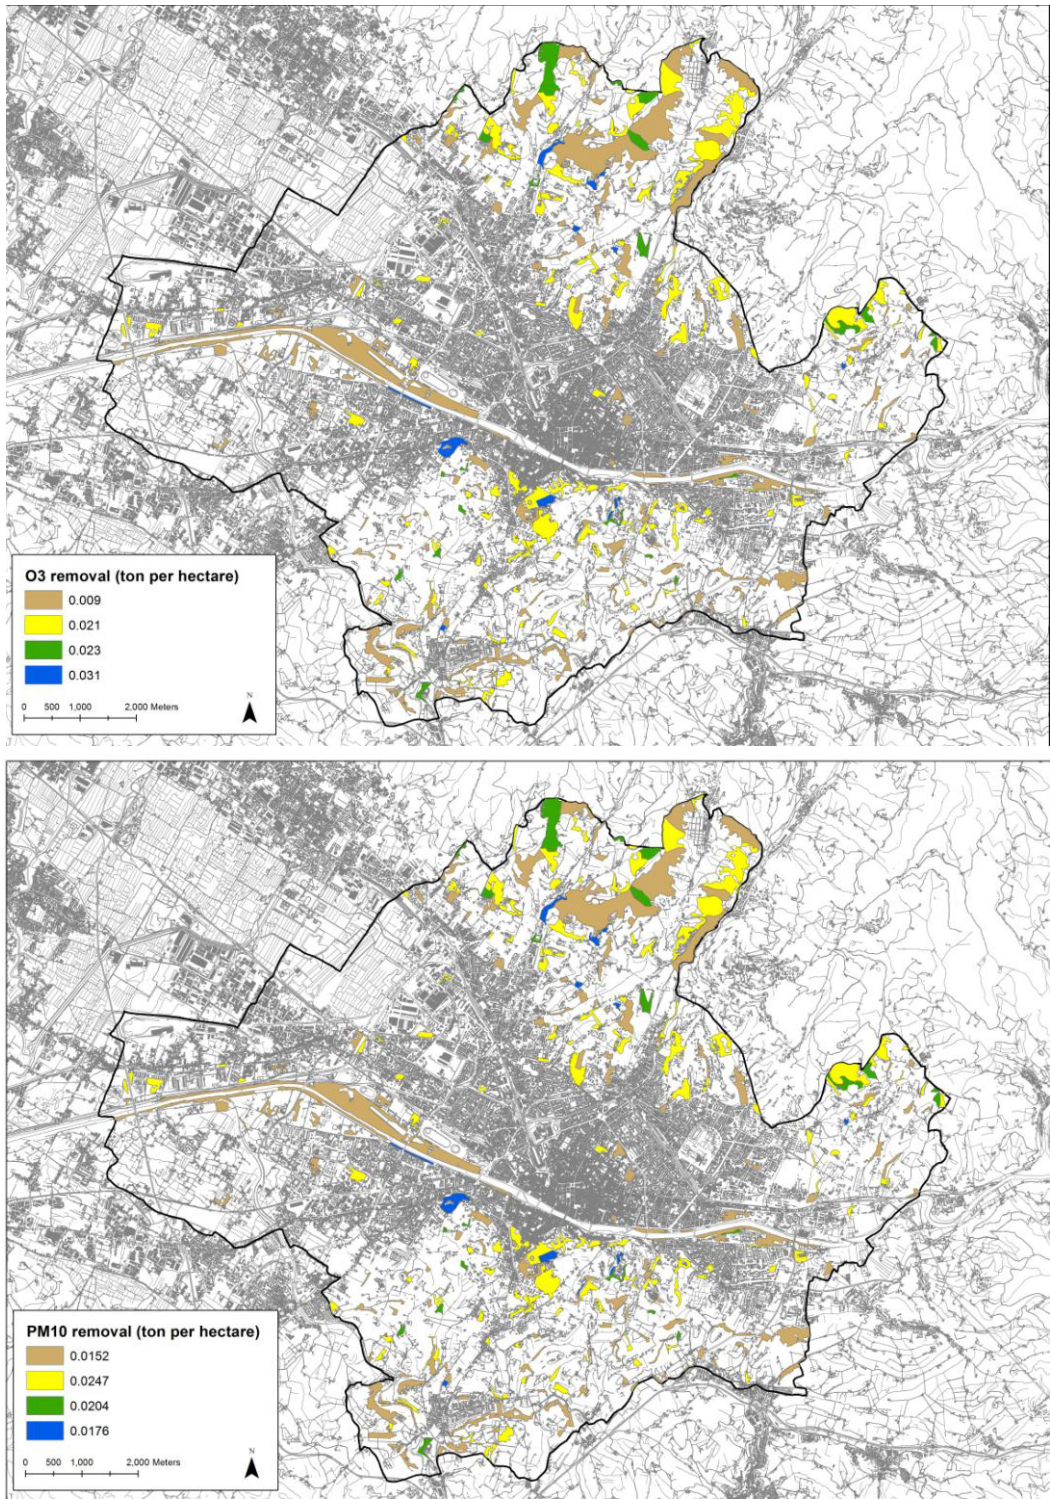 O3 removal (ton per hectare)
0.009
0.021
0.023
0.031
0 500 1,000 2,000 Meters
N
PM10 removal (ton per hectare)
0.0152
0.0247
0.0204
0.0176
0 500 1,000 2,000 Meters
N